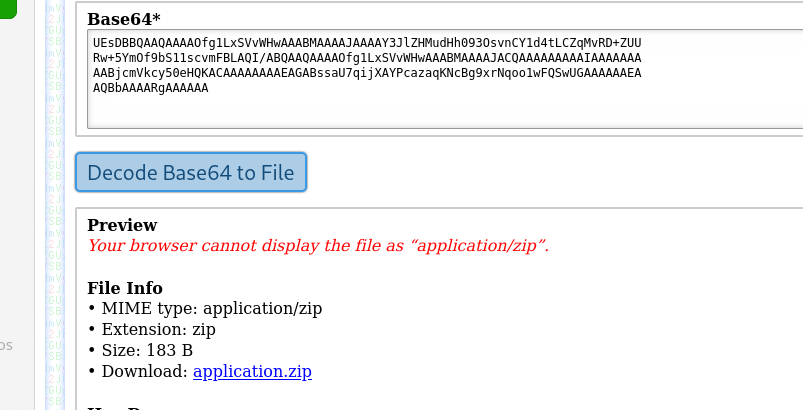 Base64*
UEsDBBQAAQAAAAOfg1LxSVvWHwAAABMAAAAJAAAAY3JlZHMudHh093OsvnCY1d4tLCZqMvRD+ZUU
Rw+5YmOf9bS11scvmFBLAQI/ABQAAQAAAAOfg1LxSVvWHwAAABMAAAAJACQAAAAAAAAAIAAAAAAA
AABjcmVkcy50eHQKACAAAAAAAAEAGABssaU7qijXAYPcazaqKNcBg9xrNqoo1wFQSwUGAAAAAAEA
AQBbAAAARgAAAAAA
Decode Base64 to File
Preview
Your browser cannot display the file as “application/zip”.
File Info
• MIME type: application/zip
• Extension: zip
• Size: 183 B
• Download: application.zip